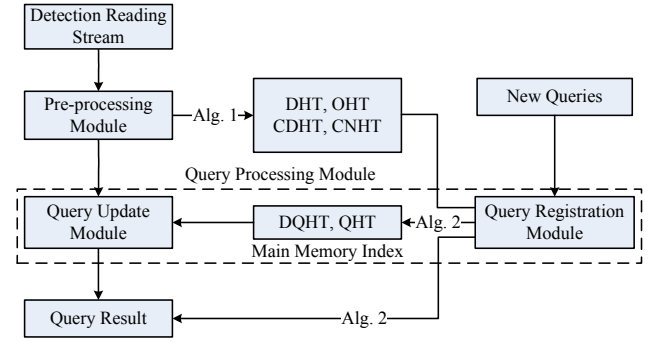 Detection Reading
Stream
Pre-processing
Module
Alg. 1
DHT, OHT
CDHT, CNHT
New Queries
Query Processing Module
Query Update
Module
DQHT, QHT
Alg. 2
Query Registration
Module
Main Memory Index
Query Result
Alg. 2